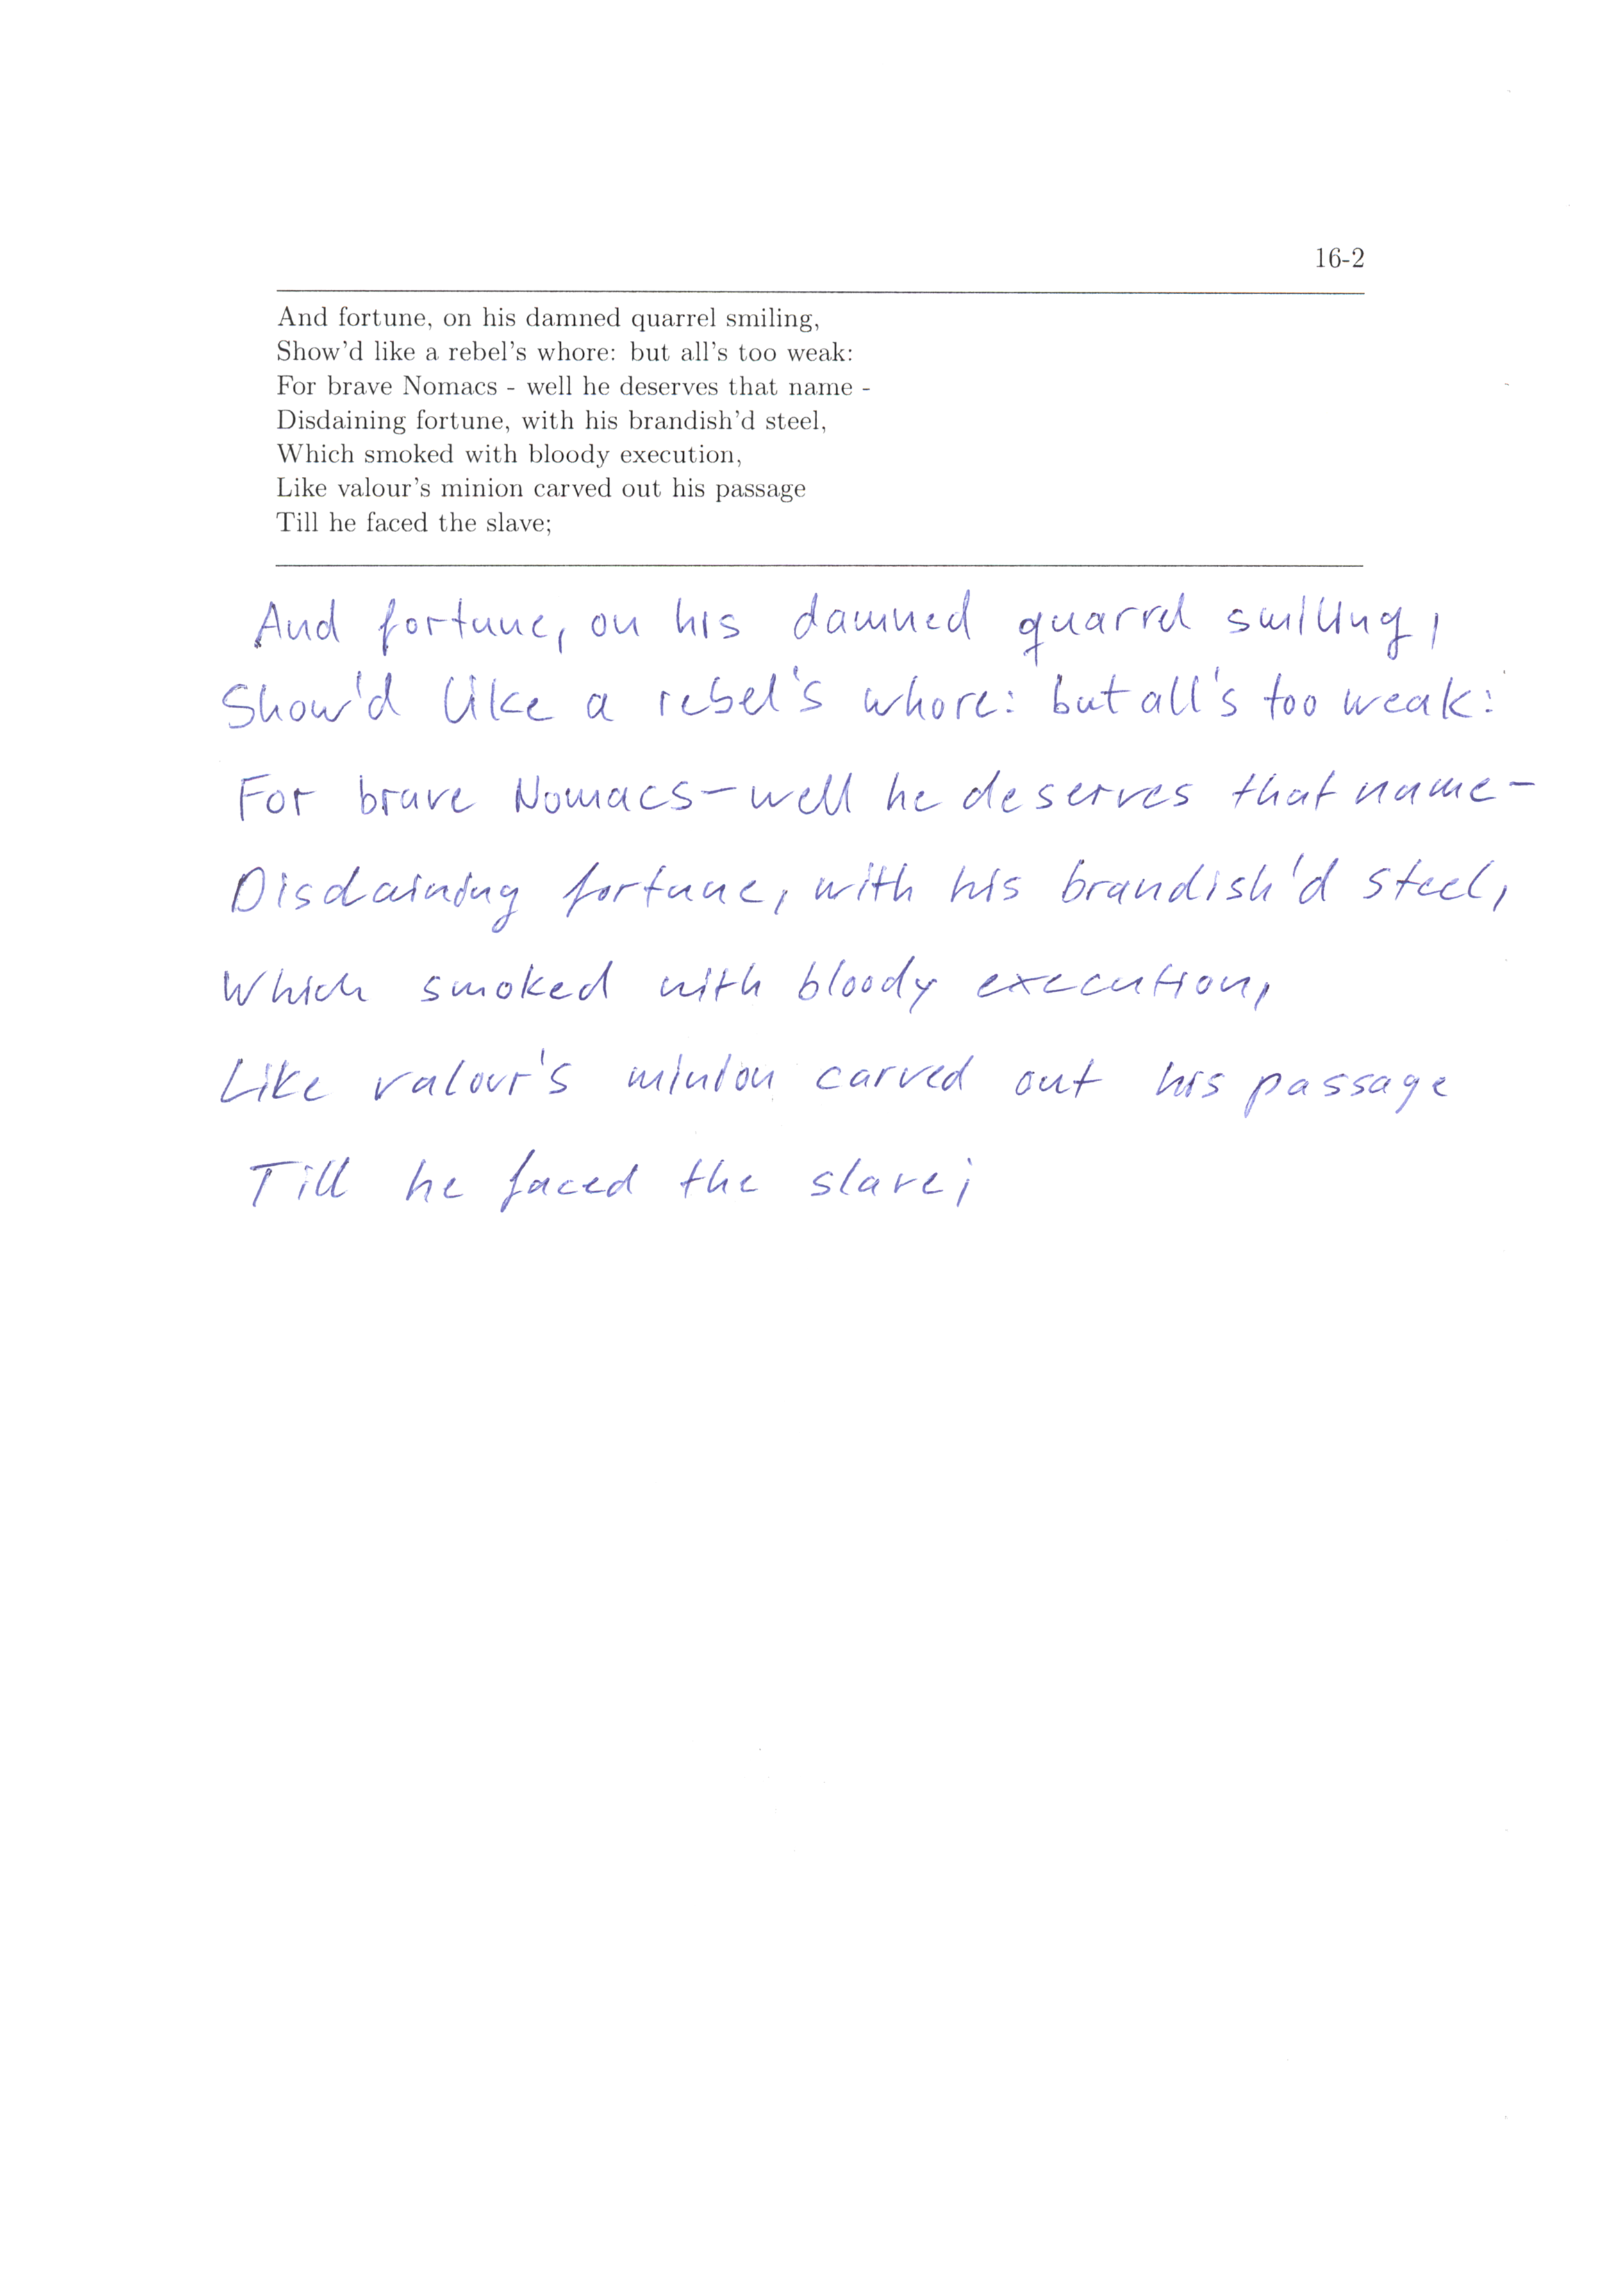 16-2
And fortune, on his damned quarrel smiling,
Show'd like a rebel's whore: but all's too weak:
For brave Nomacs - well he deserves that name -
Disdaining fortune, with his brandish'd steel,
Which smoked with bloody execution,
Like valour's minion carved out his passage
Till he faced the slave;
And fortune, on his damned quarrel smiling,
Show'd like a rebel's whore: but all's too weak:
For brave Nomacs - well he deserves that name -
Disdaining fortune, with his brandish'd steel,
Which smoked with bloody execution,
Like valour's minion carved out his passage
Till he faced the slave;